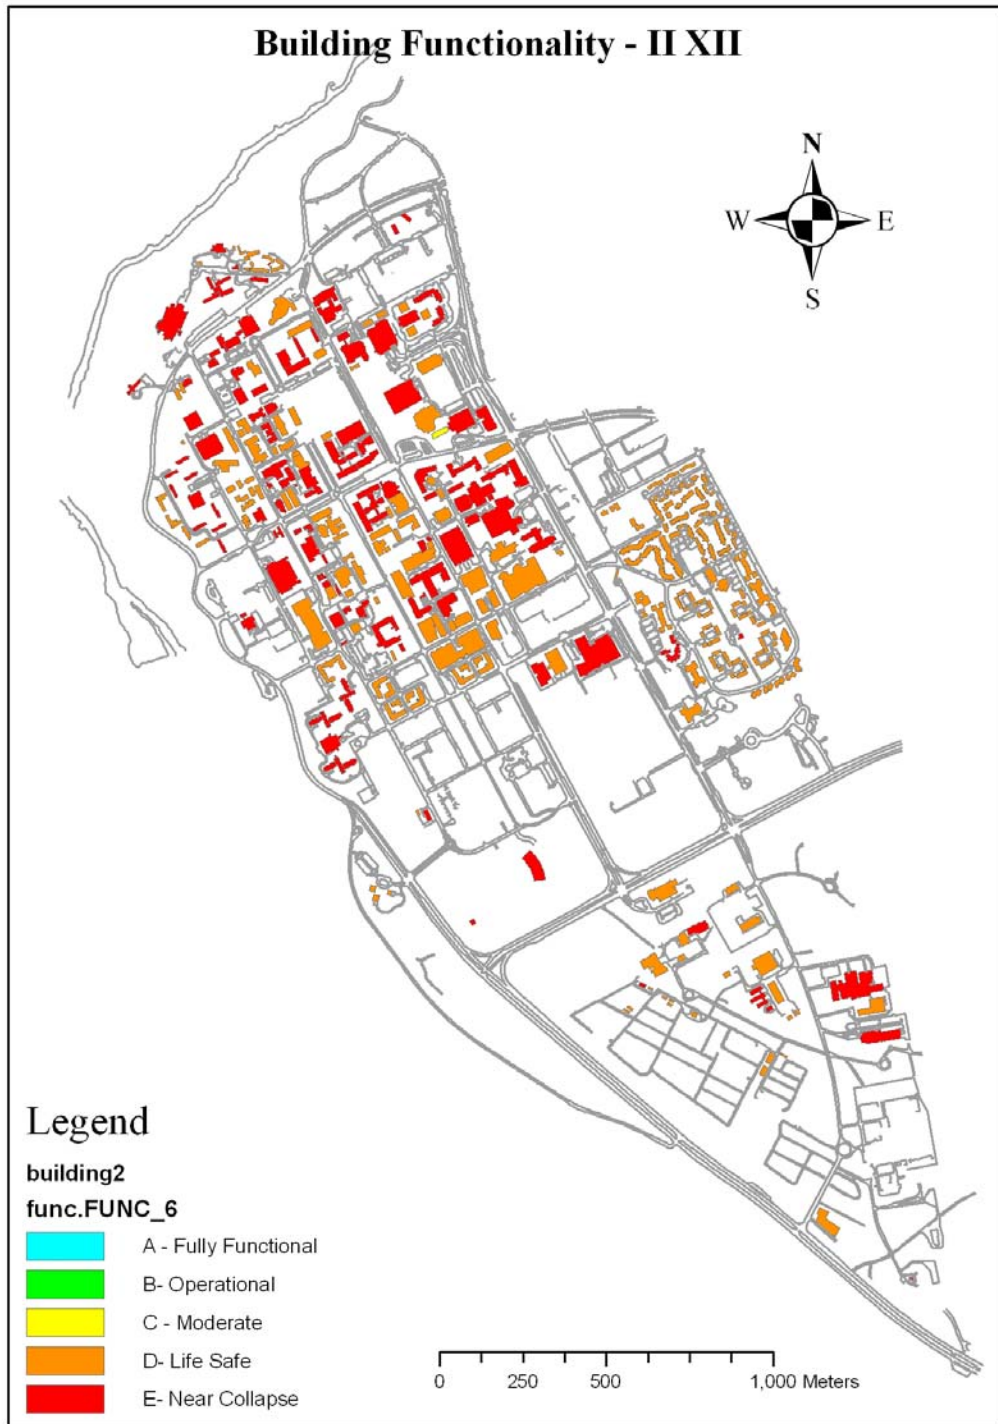 Building Functionality - II XII
N
W E
S
Legend
building2
func.FUNC_6
A - Fully Functional
B- Operational
C - Moderate
D- Life Safe
E- Near Collapse
0 250 500 1,000 Meters